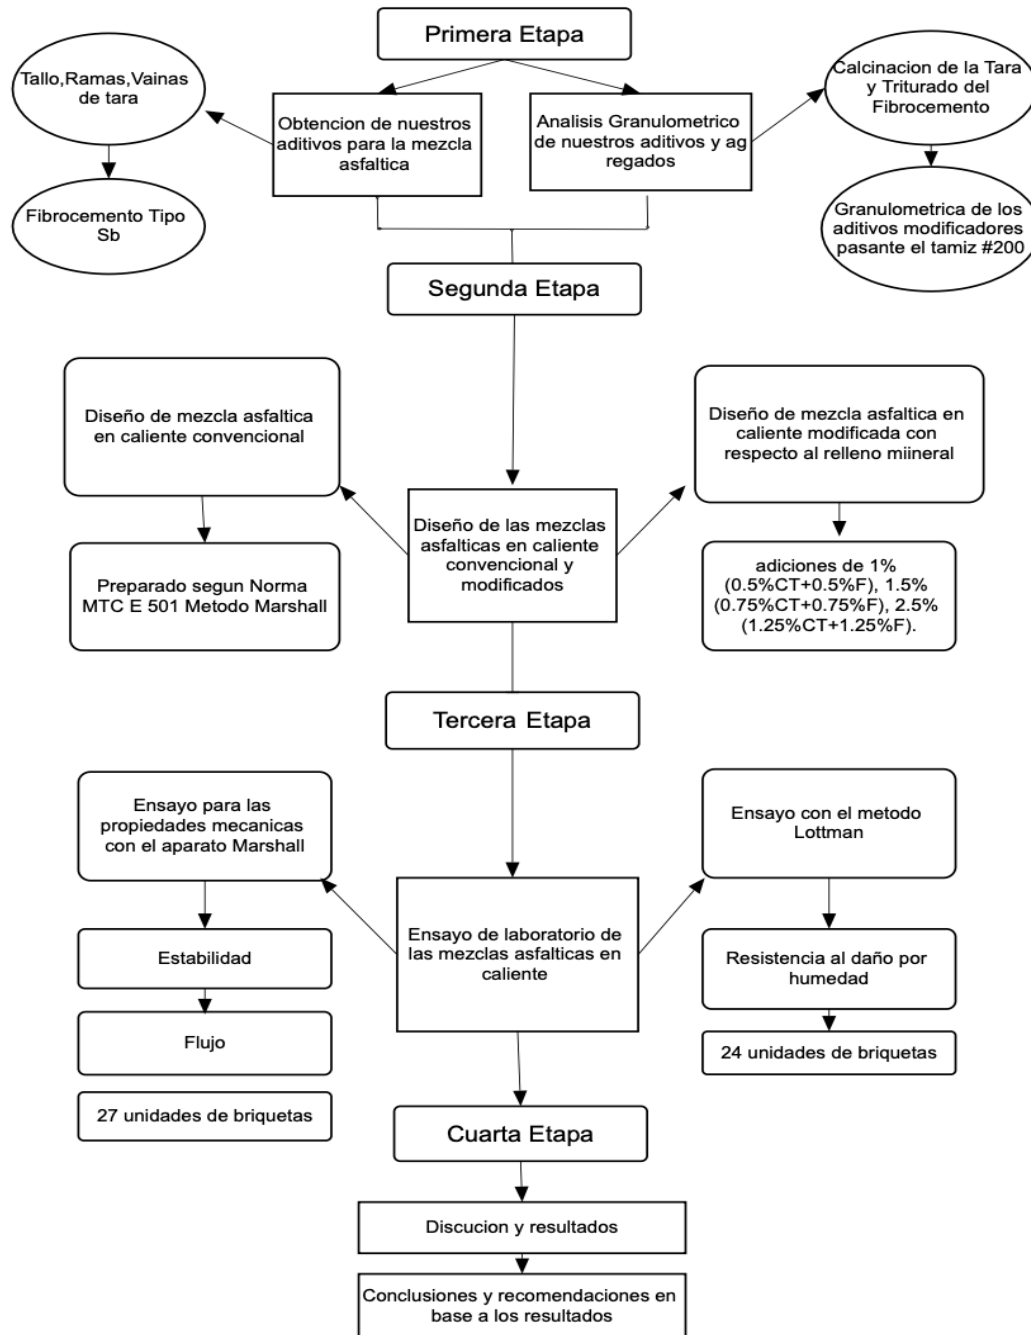 Primera Etapa
Tallo,Ramas,Vainas
de tara
Obtencion de nuestros
aditivos para la mezcla
asfaltica
Analisis Granulometrico
de nuestros aditivos y ag
regados
Calcinacion de la Tara
y Triturado del
Fibrocemento
Fibrocemento Tipo
Sb
Granulometrica de los
aditivos modificadores
pasante el tamiz #200
Segunda Etapa
Diseño de mezcla asfaltica
en caliente convencional
Diseño de mezcla asfaltica en
caliente modificada con
respecto al relleno miineral
Diseño de las mezclas
asfalticas en caliente
convencional y
modificados
Preparado segun Norma
MTC E 501 Metodo Marshall
adiciones de 1%
(0.5%CT+0.5%F), 1.5%
(0.75%CT+0.75%F), 2.5%
(1.25%CT+1.25%F).
Tercera Etapa
Ensayo para las
propiedades mecanicas
con el aparato Marshall
Ensayo con el metodo
Lottman
Ensayo de laboratorio de
las mezclas asfalticas en
caliente
Estabilidad
Resistencia al daño por
humedad
Flujo
24 unidades de briquetas
27 unidades de briquetas
Cuarta Etapa
Discucion y resultados
Conclusiones y recomendaciones en
base a los resultados